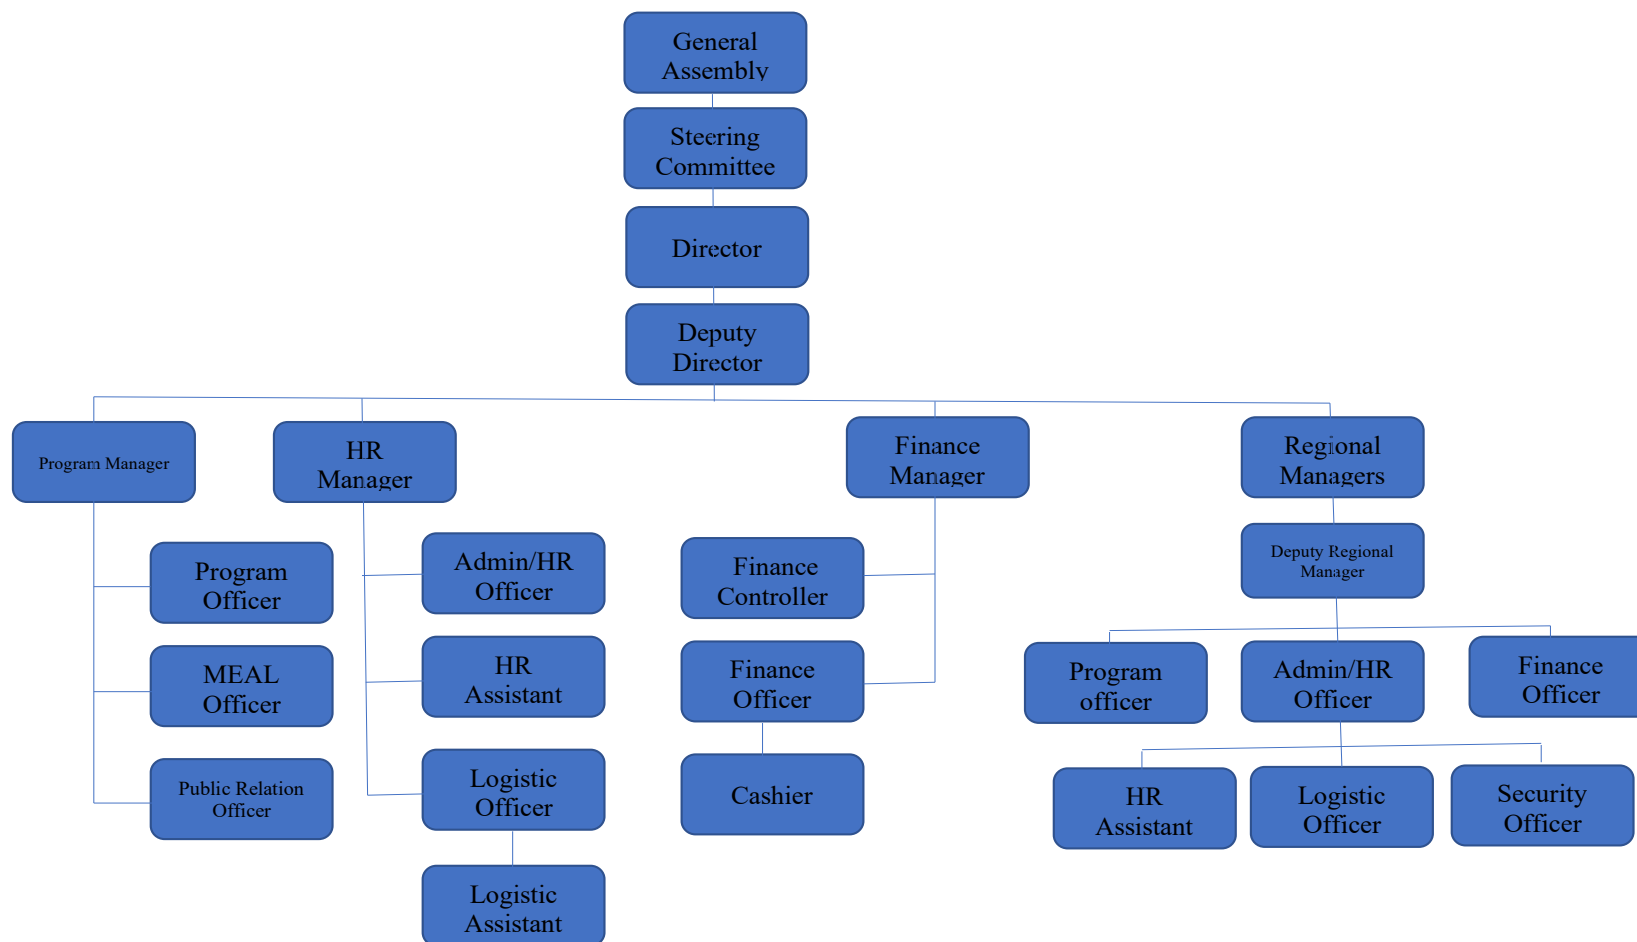 General
Assembly
Steering
Committee
Director
Deputy
Director
Program Manager
HR
Manager
Finance
Manager
Regional
Managers
Deputy Regional
Manager
Program
Officer
Admin/HR
Officer
Finance
Controller
MEAL
Officer
HR
Assistant
Finance
Officer
Program
officer
Admin/HR
Officer
Finance
Officer
Public Relation
Officer
Logistic
Officer
Cashier
HR
Assistant
Logistic
Officer
Security
Officer
Logistic
Assistant